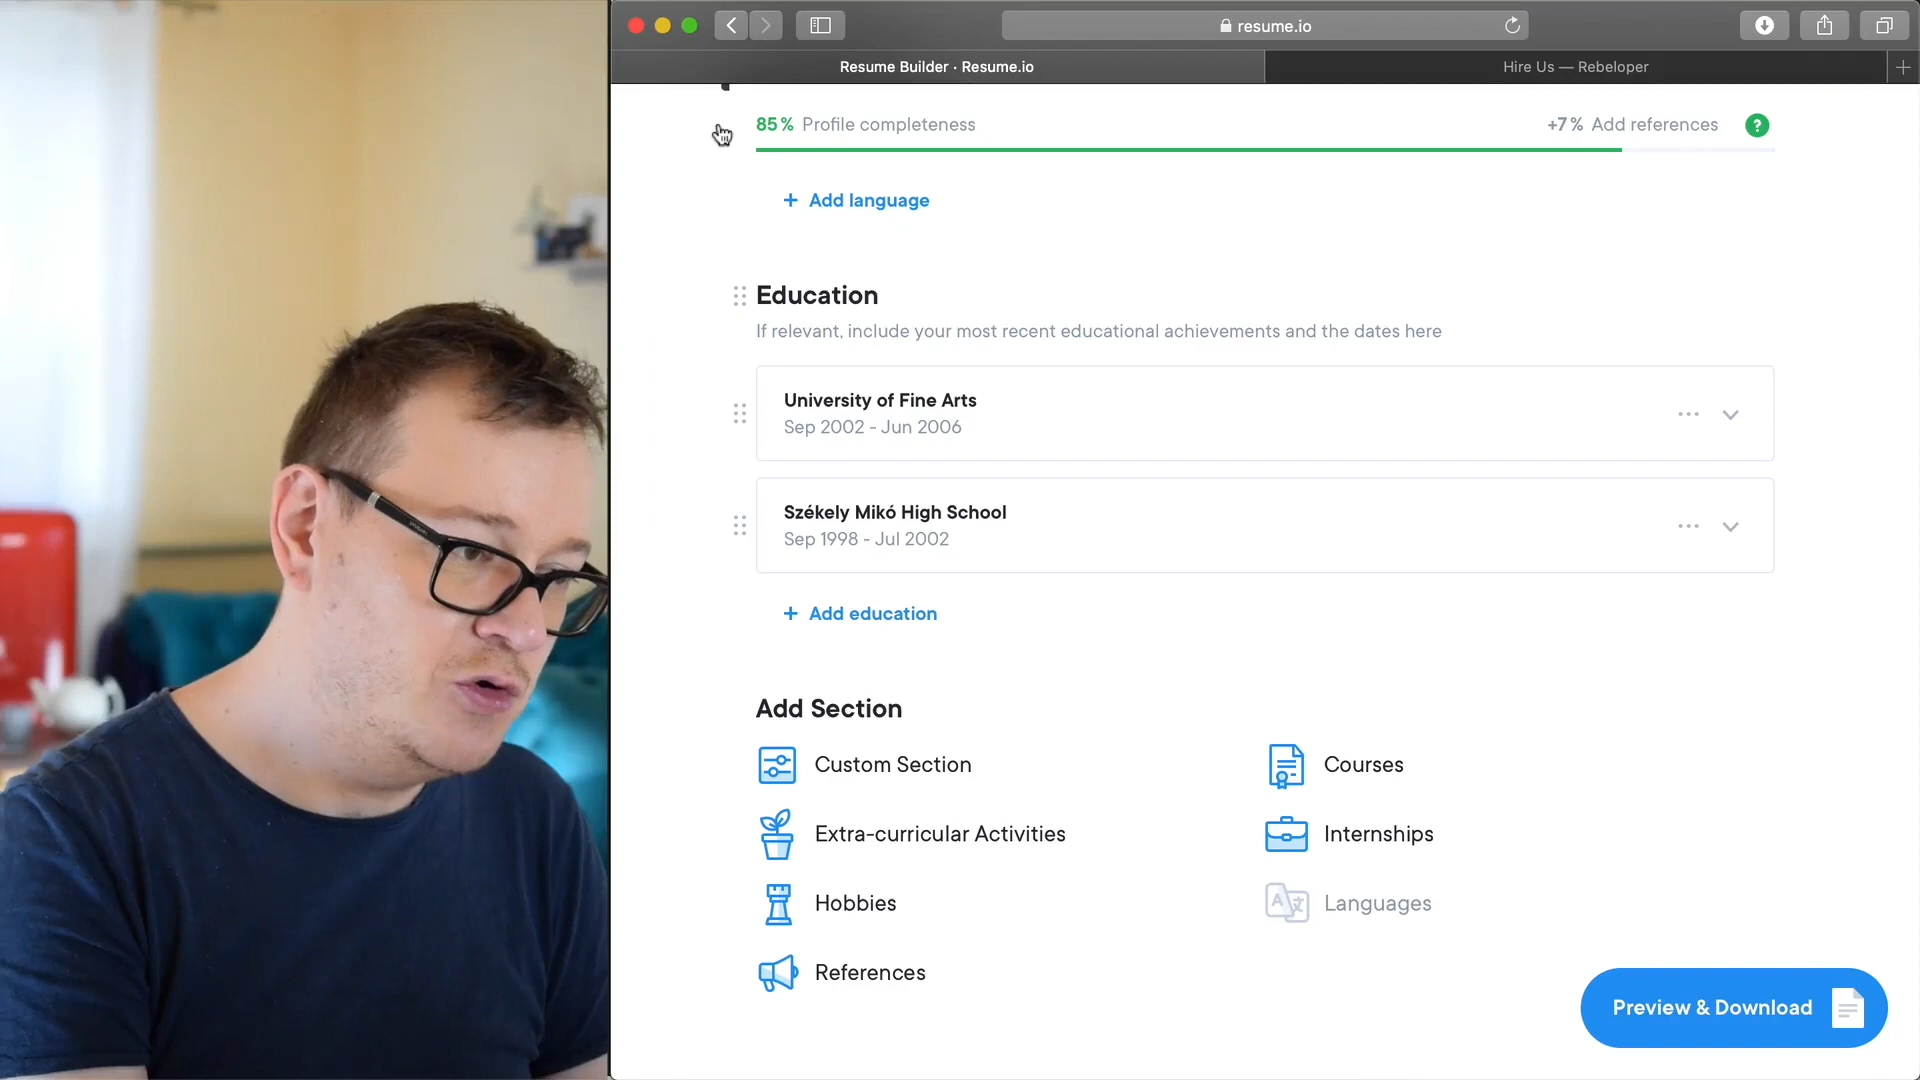 resume.io
Resume Builder · Resume.io
Hire Us — Rebeloper
85% Profile completeness
+7% Add references
?
+ Add language
Education
If relevant, include your most recent educational achievements and the dates here
University of Fine Arts
Sep 2002 - Jun 2006
Székely Mikó High School
Sep 1998 - Jul 2002
+ Add education
Add Section
Custom Section
Courses
Extra-curricular Activities
Internships
Hobbies
Languages
References
Preview & Download